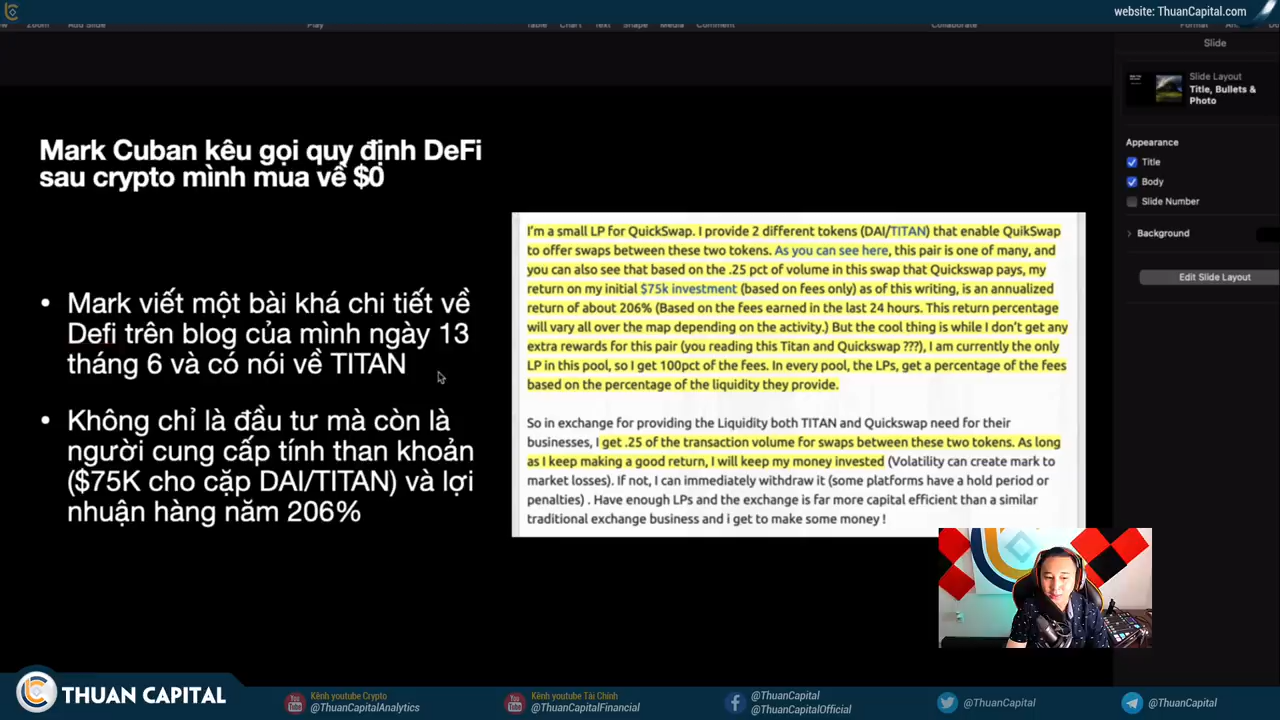 website: ThuanCapital.com
Zoom
Add Slide
Play
Table
Chart
Text
Shape
Media
Comment
Collaborate
Format
Slide
Slide Layout
Title, Bullets &
Photo
Appearance
Title
Body
Slide Number
Background
Edit Slide Layout
Mark Cuban kêu gọi quy định DeFi
sau crypto mình mua về $0
• Mark viết một bài khá chi tiết về
Defi trên blog của mình ngày 13
tháng 6 và có nói về TITAN
• Không chỉ là đầu tư mà còn là
người cung cấp tính than khoản
($75K cho cặp DAI/TITAN) và lợi
nhuận hàng năm 206%
I'm a small LP for QuickSwap. I provide 2 different tokens (DAI/TITAN) that enable QuikSwap
to offer swaps between these two tokens. As you can see here, this pair is one of many, and
you can also see that based on the .25 pct of volume in this swap that Quickswap pays, my
return on my initial $75k investment (based on fees only) as of this writing, is an annualized
return of about 206% (Based on the fees earned in the last 24 hours. This return percentage
will vary all over the map depending on the activity.) But the cool thing is while I don't get any
extra rewards for this pair (you reading this Titan and Quickswap ???), I am currently the only
LP in this pool, so I get 100pct of the fees. In every pool, the LPs, get a percentage of the fees
based on the percentage of the liquidity they provide.
So in exchange for providing the Liquidity both TITAN and Quickswap need for their
businesses, I get .25 of the transaction volume for swaps between these two tokens. As long
as I keep making a good return, I will keep my money invested (Volatility can create mark to
market losses). If not, I can immediately withdraw it (some platforms have a hold period or
penalties) . Have enough LPs and the exchange is far more capital efficient than a similar
traditional exchange business and i get to make some money !
THUAN CAPITAL
Kênh youtube Crypto
@ThuanCapitalAnalytics
Kênh youtube Tài Chính
@ThuanCapitalFinancial
@ThuanCapital
@ThuanCapitalOfficial
@ThuanCapital
@ThuanCapital